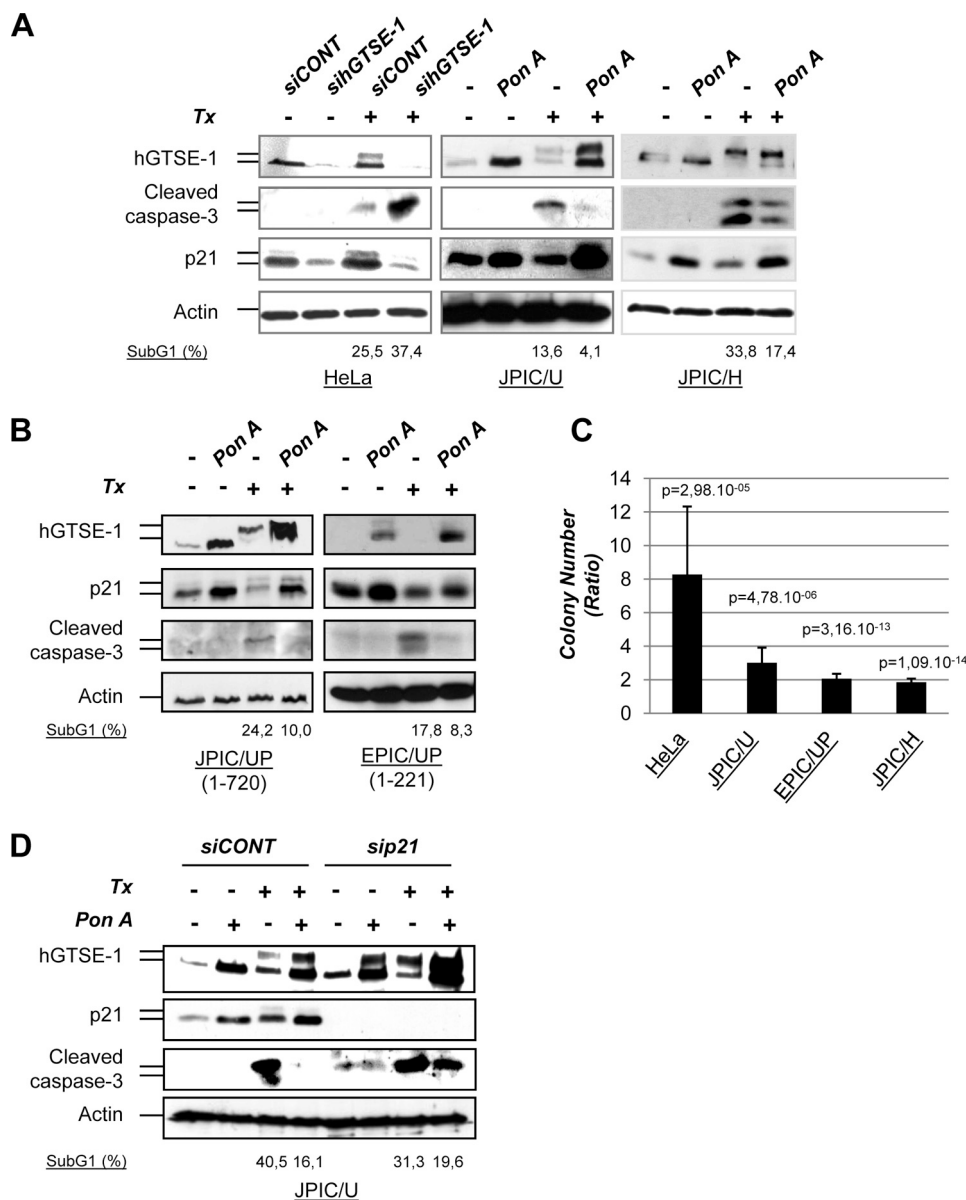 A
siCONT sihGTSE-1 siCONT sihGTSE-1 - Pon A - Pon A - Pon A - Pon A
Tx - - + + - - + + - - + +
hGTSE-1
Cleaved
caspase-3
p21
Actin
SubG1 (%) 25,5 37,4 13,6 4,1 33,8 17,4
HeLa JPIC/U JPIC/H
B
- Pon A - Pon A - Pon A - Pon A
Tx - - + + - - + +
hGTSE-1
p21
Cleaved
caspase-3
Actin
SubG1 (%) 24,2 10,0 17,8 8,3
JPIC/UP EPIC/UP
(1-720) (1-221)
C
Colony Number
(Ratio)
14
12
10
8
6
4
2
0
p=2,98.10-05
p=4,78.10-06
p=3,16.10-13
p=1,09.10-14
HeLa JPIC/U EPIC/UP JPIC/H
D
siCONT sip21
Tx - - + + - - + +
Pon A - + - + - + - +
hGTSE-1
p21
Cleaved
caspase-3
Actin
SubG1 (%) 40,5 16,1 31,3 19,6
JPIC/U